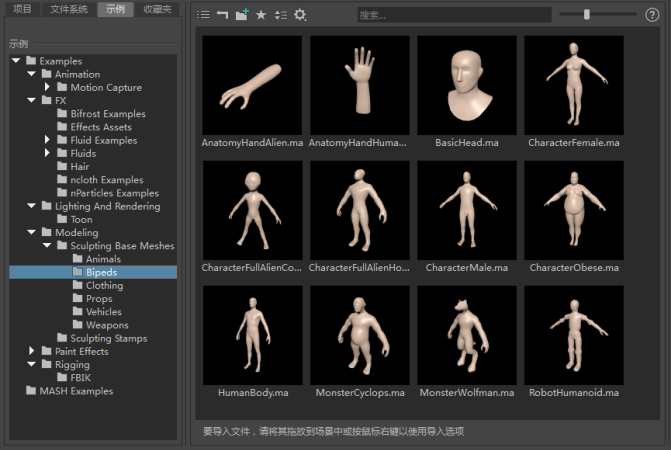 项目 文件系统 示例 收藏夹
搜索...
示例
Examples
Animation
Motion Capture
FX
Bifrost Examples
Effects Assets
Fluid Examples
Fluids
Hair
ncloth Examples
nParticles Examples
Lighting And Rendering
Toon
Modeling
Sculpting Base Meshes
Animals
Bipeds
Clothing
Props
Vehicles
Weapons
Sculpting Stamps
Paint Effects
Rigging
FBIK
MASH Examples
AnatomyHandAlien.ma AnatomyHandHuma... BasicHead.ma CharacterFemale.ma
CharacterFullAlienCo... CharacterFullAlienHo... CharacterMale.ma CharacterObese.ma
HumanBody.ma MonsterCyclops.ma MonsterWolfman.ma RobotHumanoid.ma
要导入文件，请将其拖放到场景中或按鼠标右键以使用导入选项